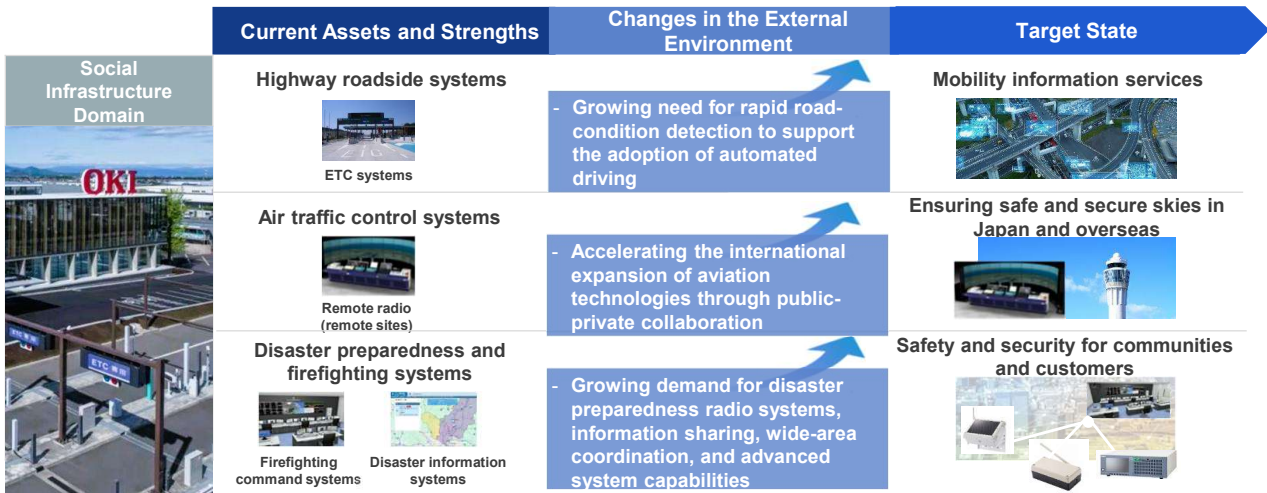 Current Assets and Strengths
Changes in the External
Environment
Target State
Social
Infrastructure
Domain
OKI
ETC 専用
ETC
Highway roadside systems
ETC systems
- Growing need for rapid road-
condition detection to support
the adoption of automated
driving
Mobility information services
Air traffic control systems
Remote radio
(remote sites)
- Accelerating the international
expansion of aviation
technologies through public-
private collaboration
Ensuring safe and secure skies in
Japan and overseas
Disaster preparedness and
firefighting systems
Firefighting
command systems
Disaster information
systems
- Growing demand for disaster
preparedness radio systems,
information sharing, wide-area
coordination, and advanced
system capabilities
Safety and security for communities
and customers